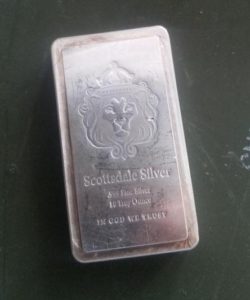 Scottsdale Silver
.999 Fine Silver
10 Troy Ounce
IN GOD WE TRUST